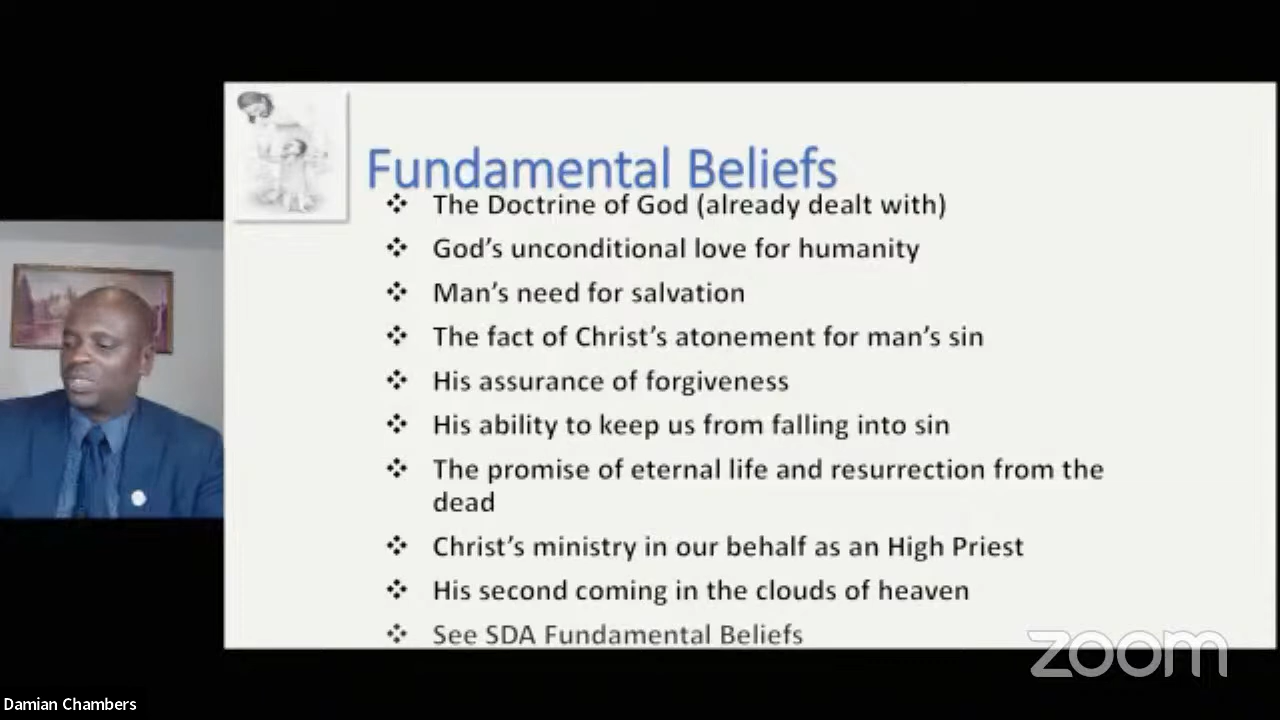 Fundamental Beliefs
❖ The Doctrine of God (already dealt with)
❖ God's unconditional love for humanity
❖ Man's need for salvation
❖ The fact of Christ's atonement for man's sin
❖ His assurance of forgiveness
❖ His ability to keep us from falling into sin
❖ The promise of eternal life and resurrection from the
dead
❖ Christ's ministry in our behalf as an High Priest
❖ His second coming in the clouds of heaven
❖ See SDA Fundamental Beliefs
zoom
Damian Chambers